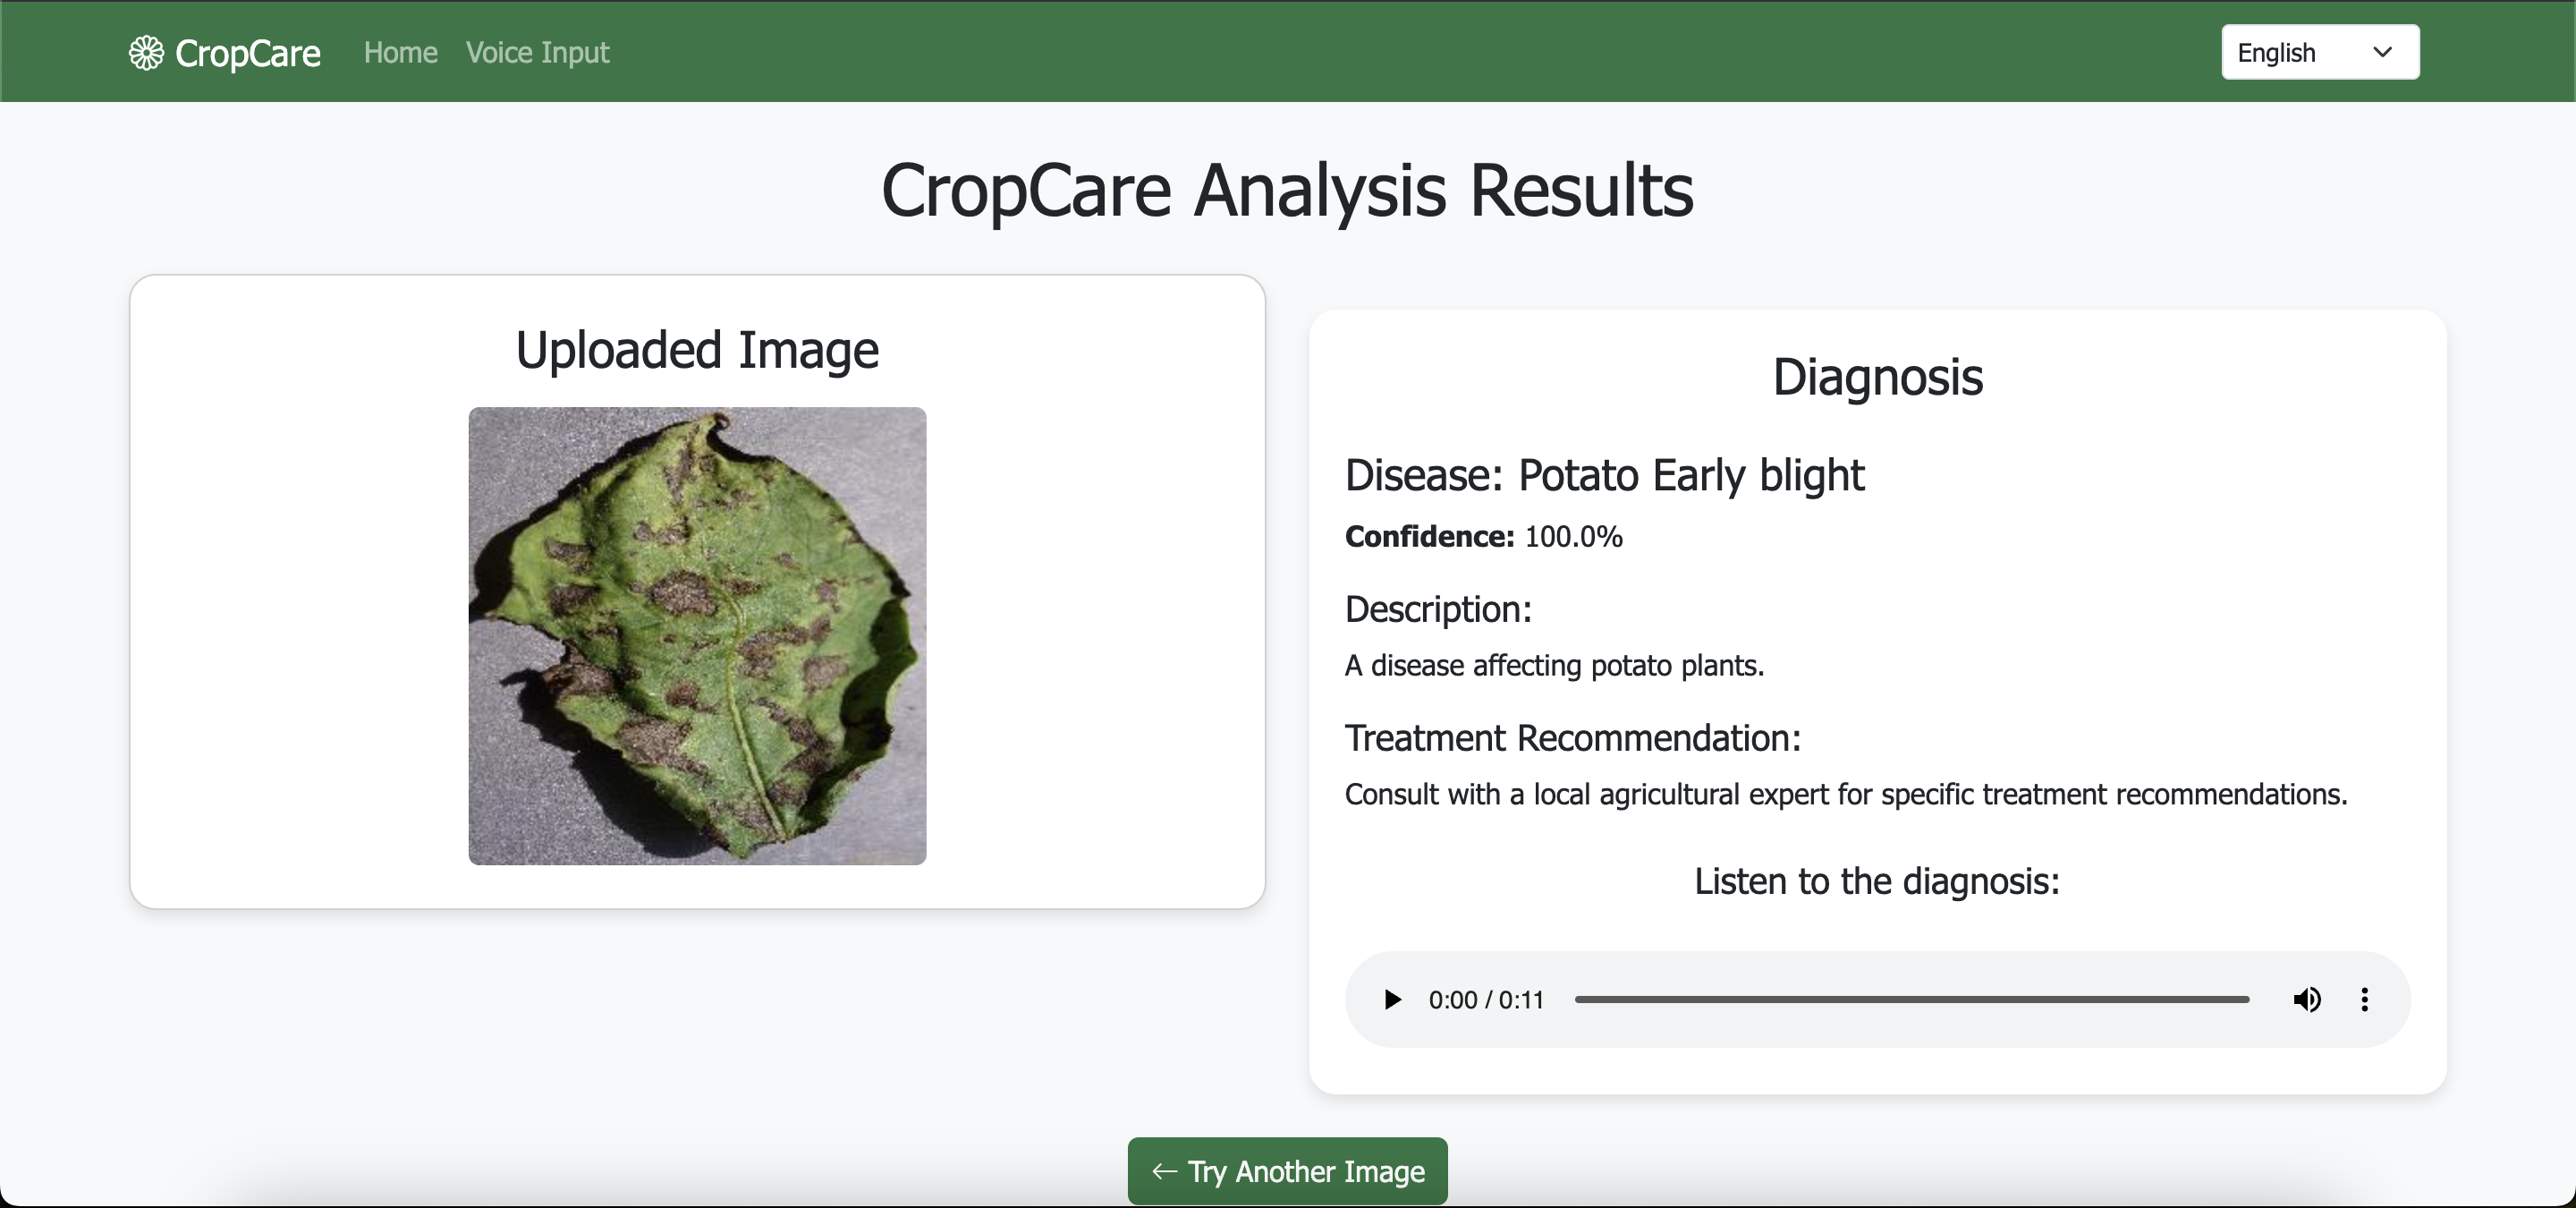 CropCare
Home
Voice Input
English
CropCare Analysis Results
Uploaded Image
Diagnosis
Disease: Potato Early blight
Confidence: 100.0%
Description:
A disease affecting potato plants.
Treatment Recommendation:
Consult with a local agricultural expert for specific treatment recommendations.
Listen to the diagnosis:
0:00 / 0:11
← Try Another Image